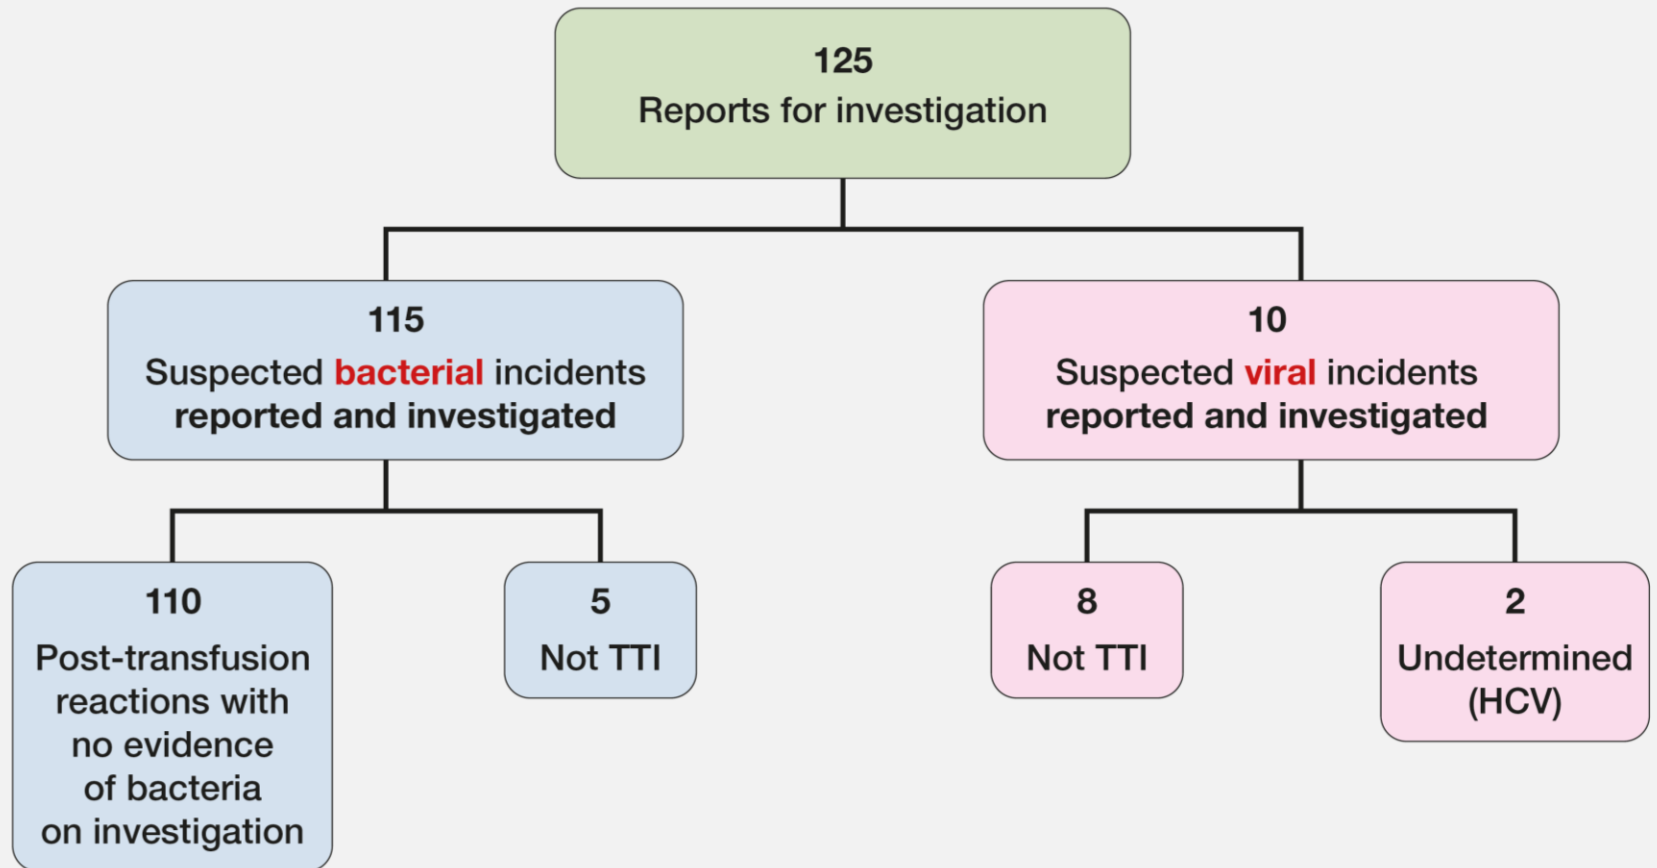 125
Reports for investigation
115
Suspected bacterial incidents
reported and investigated
10
Suspected viral incidents
reported and investigated
110
Post-transfusion
reactions with
no evidence
of bacteria
on investigation
5
Not TTI
8
Not TTI
2
Undetermined
(HCV)